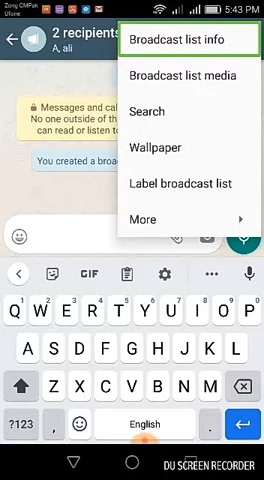 Zong CMPak
Ufone
5:43 PM
2 recipients
A, ali
Broadcast list info
Broadcast list media
Search
Wallpaper
Label broadcast list
More
Messages and cal
No one outside of th
can read or listen to
You created a broa
GIF
Q W E R T Y U I O P
A S D F G H J K L
Z X C V B N M
?123 , English .
DU SCREEN RECORDER